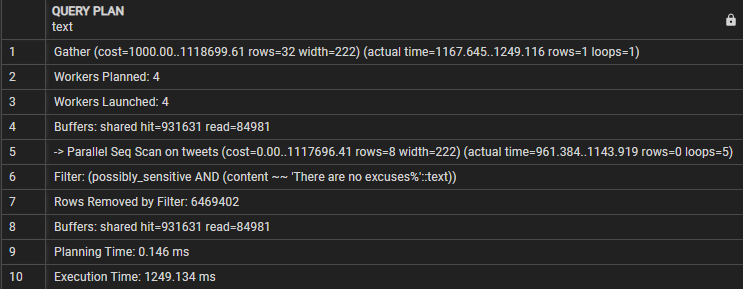 QUERY PLAN
text
1 Gather (cost=1000.00..1118699.61 rows=32 width=222) (actual time=1167.645..1249.116 rows=1 loops=1)
2 Workers Planned: 4
3 Workers Launched: 4
4 Buffers: shared hit=931631 read=84981
5 -> Parallel Seq Scan on tweets (cost=0.00..1117696.41 rows=8 width=222) (actual time=961.384..1143.919 rows=0 loops=5)
6 Filter: (possibly_sensitive AND (content ~~ 'There are no excuses%'::text))
7 Rows Removed by Filter: 6469402
8 Buffers: shared hit=931631 read=84981
9 Planning Time: 0.146 ms
10 Execution Time: 1249.134 ms